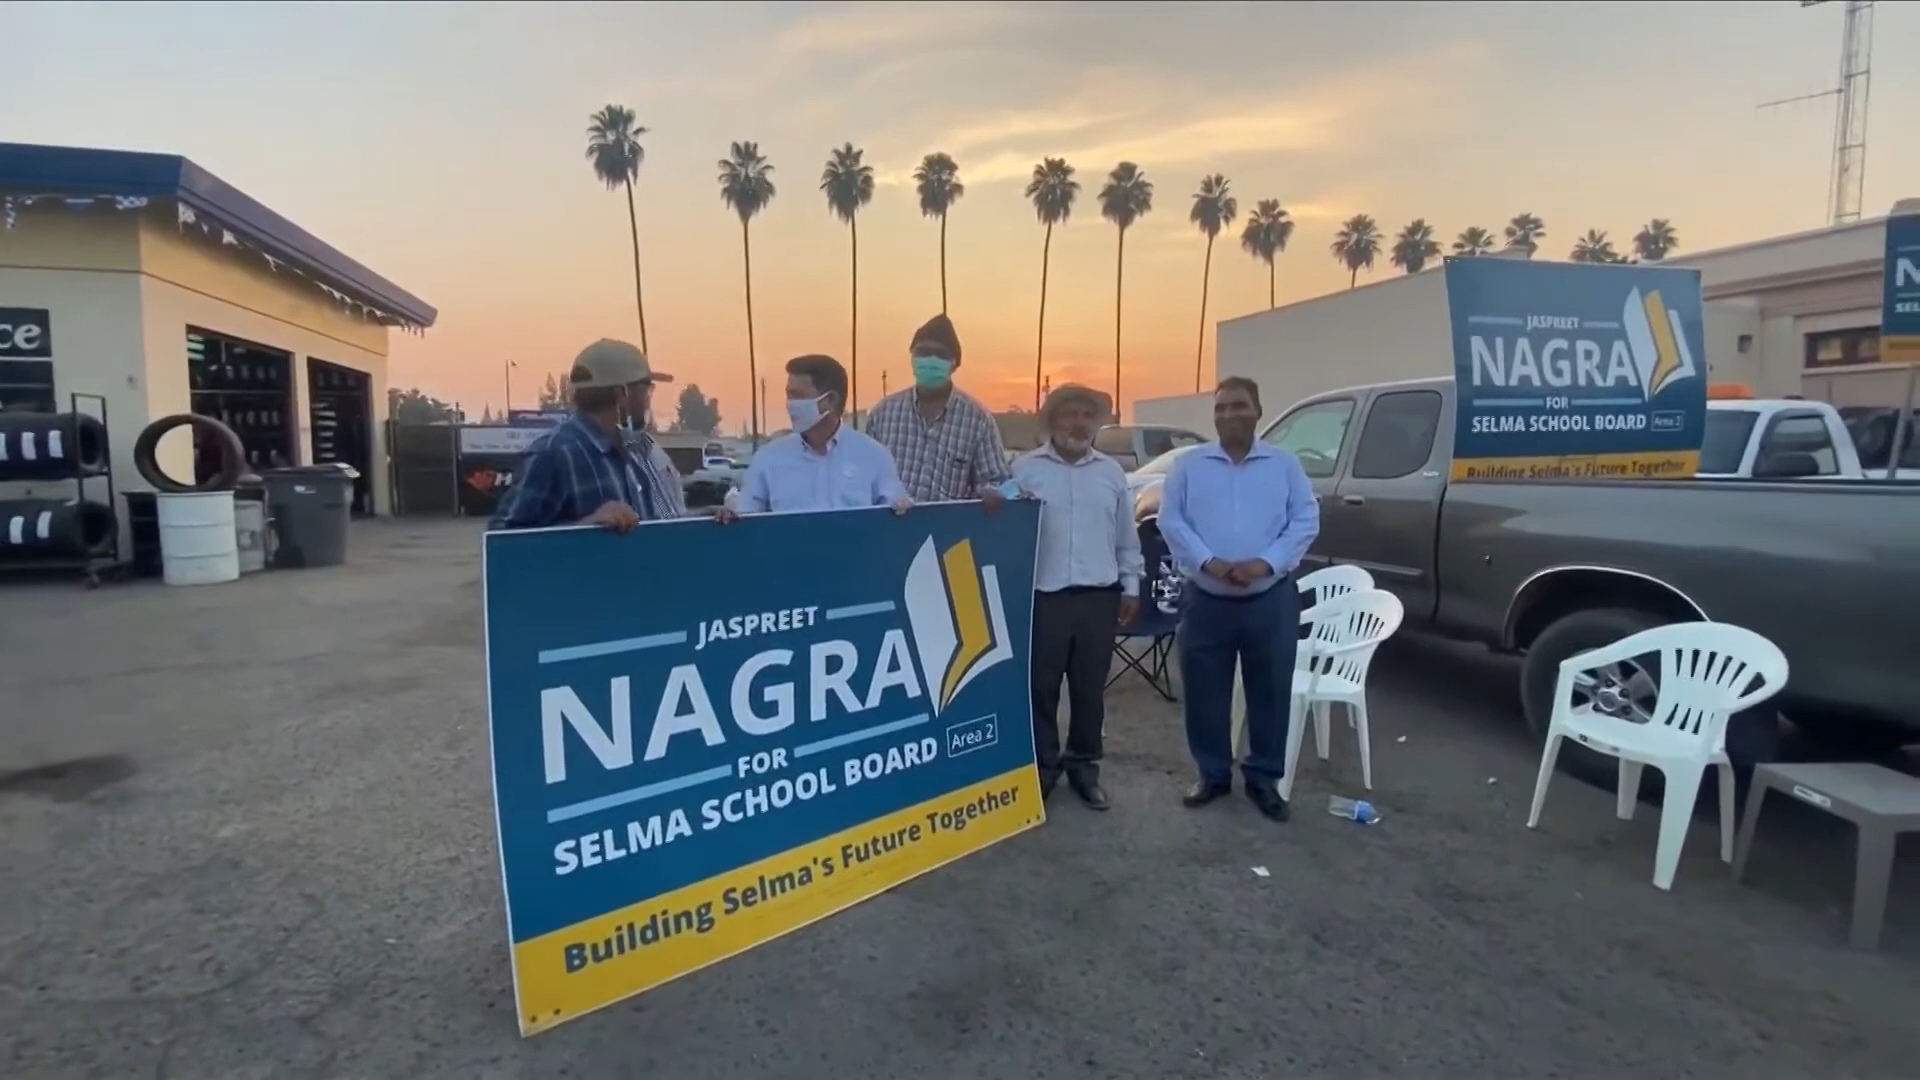 ce
JASPREET
NAGRA
FOR
SELMA SCHOOL BOARD Area 2
Building Selma's Future Together
JASPREET
NAGRA
FOR
SELMA SCHOOL BOARD Area 2
Building Selma's Future Together
N
SEL